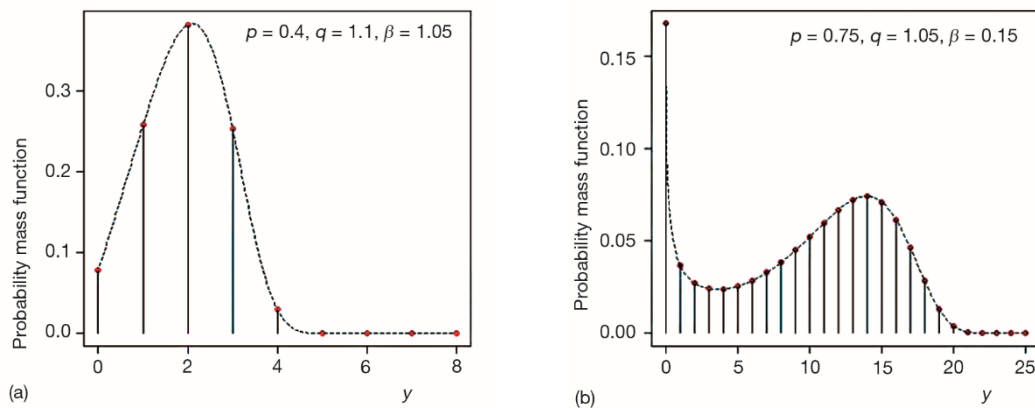 p = 0.4, q = 1.1, β = 1.05
Probability mass function
0.3
0.2
0.1
0.0
0 2 4 6 8
y
(a)
p = 0.75, q = 1.05, β = 0.15
Probability mass function
0.15
0.10
0.05
0.00
0 5 10 15 20 25
y
(b)